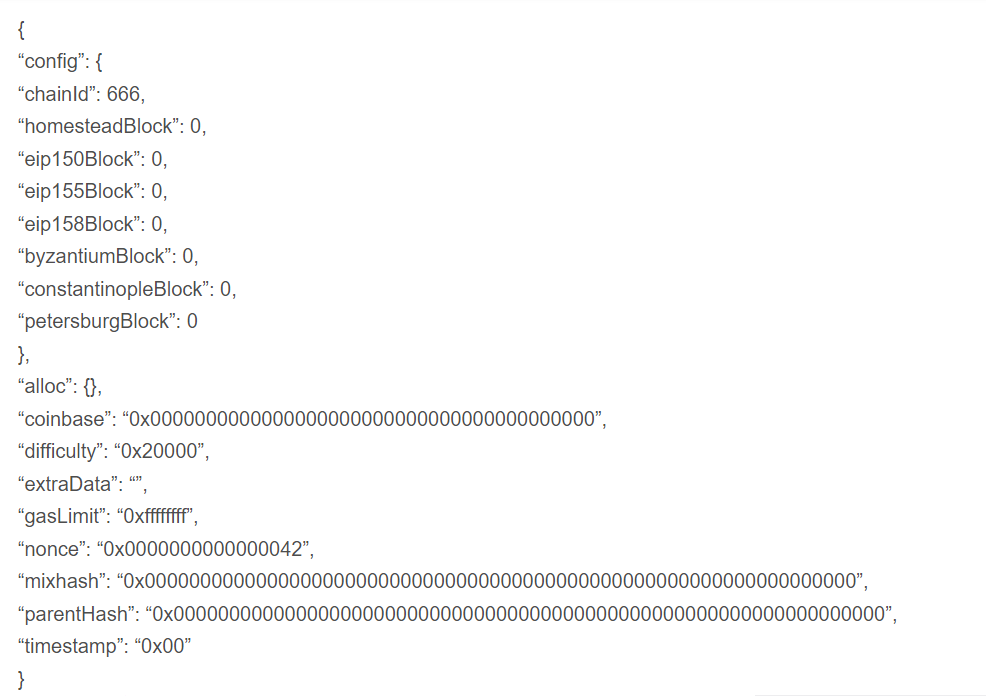 {
“config”: {
“chainId”: 666,
“homesteadBlock”: 0,
“eip150Block”: 0,
“eip155Block”: 0,
“eip158Block”: 0,
“byzantiumBlock”: 0,
“constantinopleBlock”: 0,
“petersburgBlock”: 0
},
“alloc”: {},
“coinbase”: “0x0000000000000000000000000000000000000000”,
“difficulty”: “0x20000”,
“extraData”: “”,
“gasLimit”: “0xffffffff”,
“nonce”: “0x0000000000000042”,
“mixhash”: “0x0000000000000000000000000000000000000000000000000000000000000000”,
“parentHash”: “0x0000000000000000000000000000000000000000000000000000000000000000”,
“timestamp”: “0x00”
}